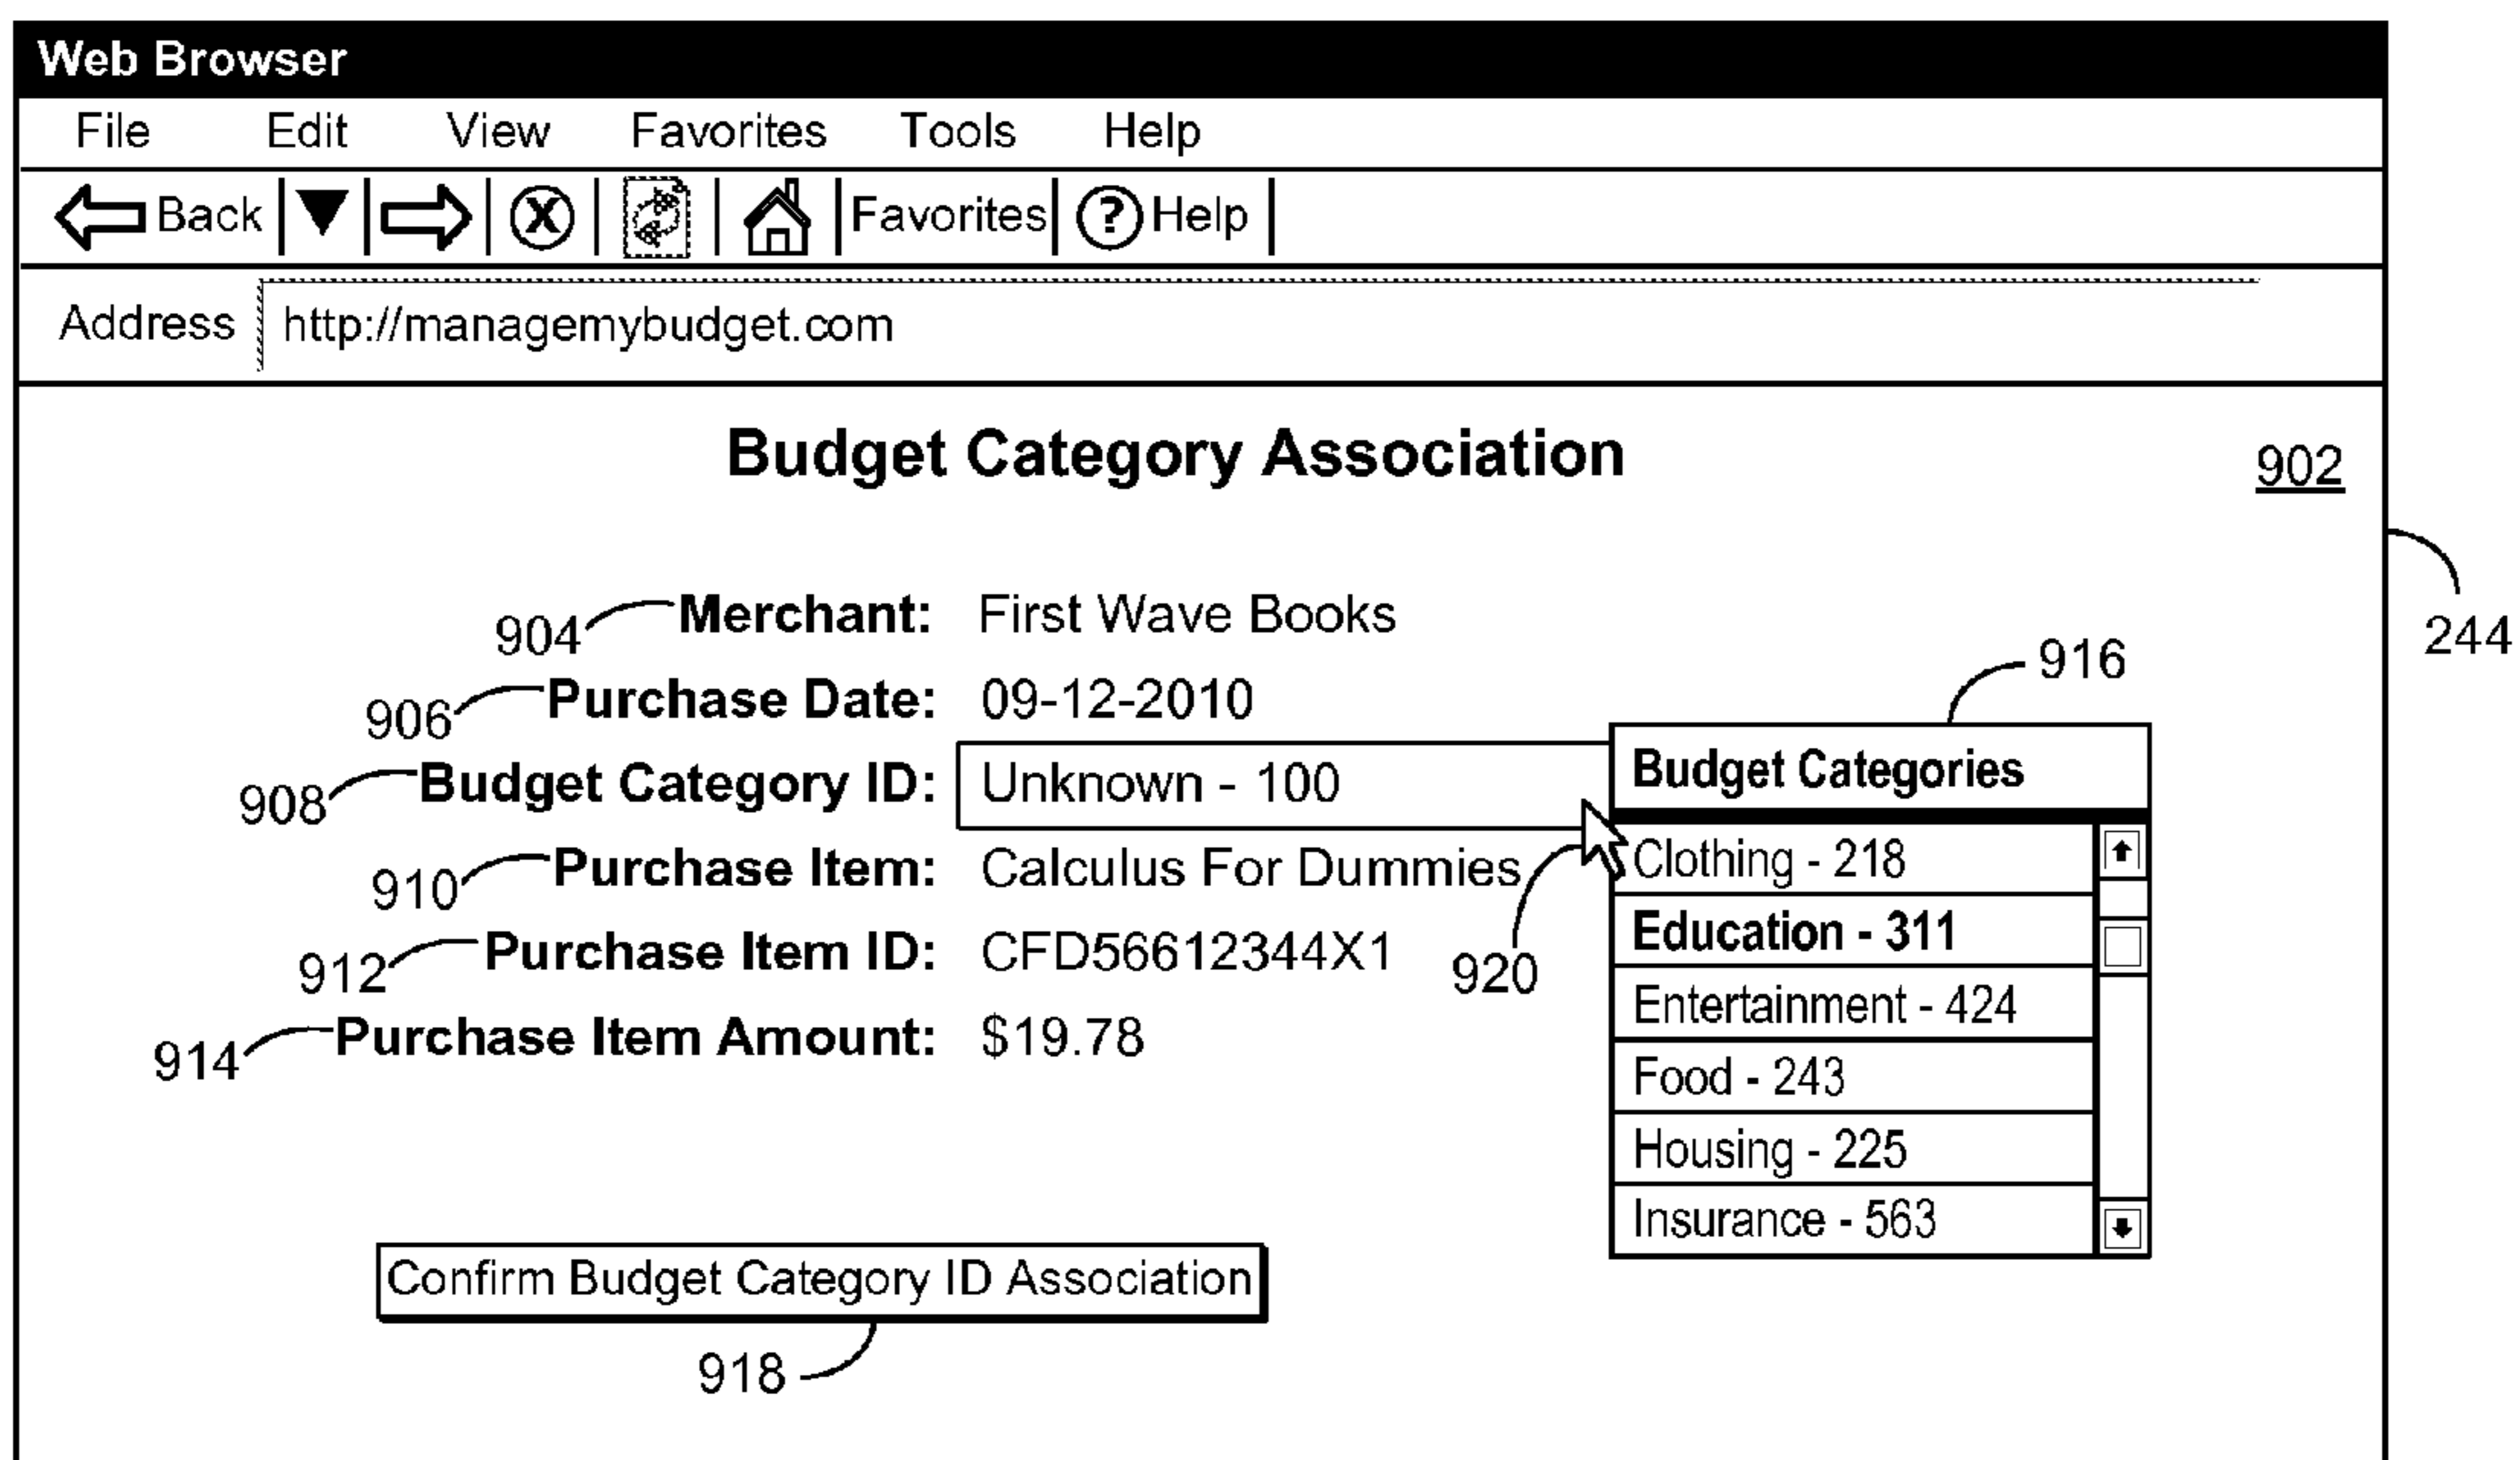 Web Browser
File Edit View Favorites Tools Help
Back X Favorites ? Help
Address http://managemybudget.com
Budget Category Association 902
244
904 Merchant: First Wave Books
906 Purchase Date: 09-12-2010
908 Budget Category ID: Unknown - 100
910 Purchase Item: Calculus For Dummies
912 Purchase Item ID: CFD56612344X1
914 Purchase Item Amount: $19.78
916
Budget Categories
Clothing - 218
Education - 311
Entertainment - 424
Food - 243
Housing - 225
Insurance - 563
920
Confirm Budget Category ID Association
918